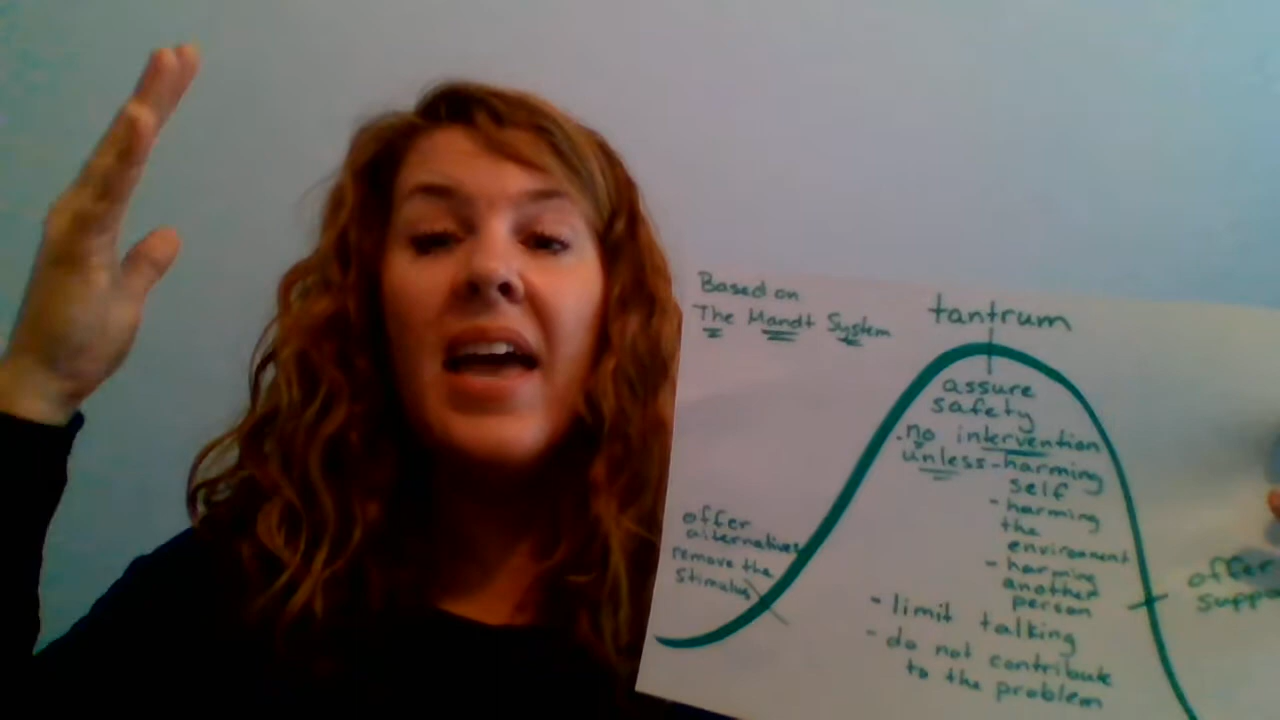 Based on
The Mandt System
tantrum
assure
safety
.no intervention
unless-harming
self
-harming
the
environment
-harming
another
person
- limit talking
- do not contribute
to the problem
offer
alternatives
remove the
stimulus
offer
suppo